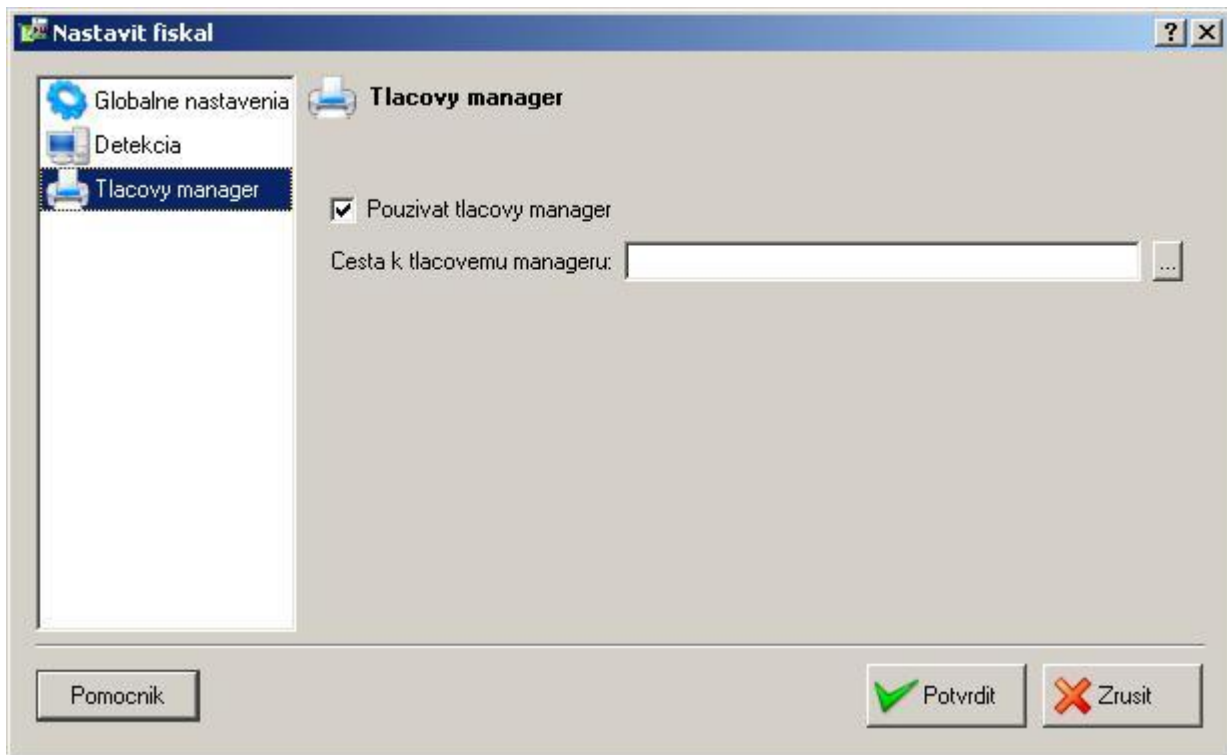 Nastavit fiskal
Globalne nastavenia
Detekcia
Tlacovy manager
Tlacovy manager
Pouzivat tlacovy manager
Cesta k tlacovemu manageru:
...
Pomocnik
Potvrdit
Zrusit